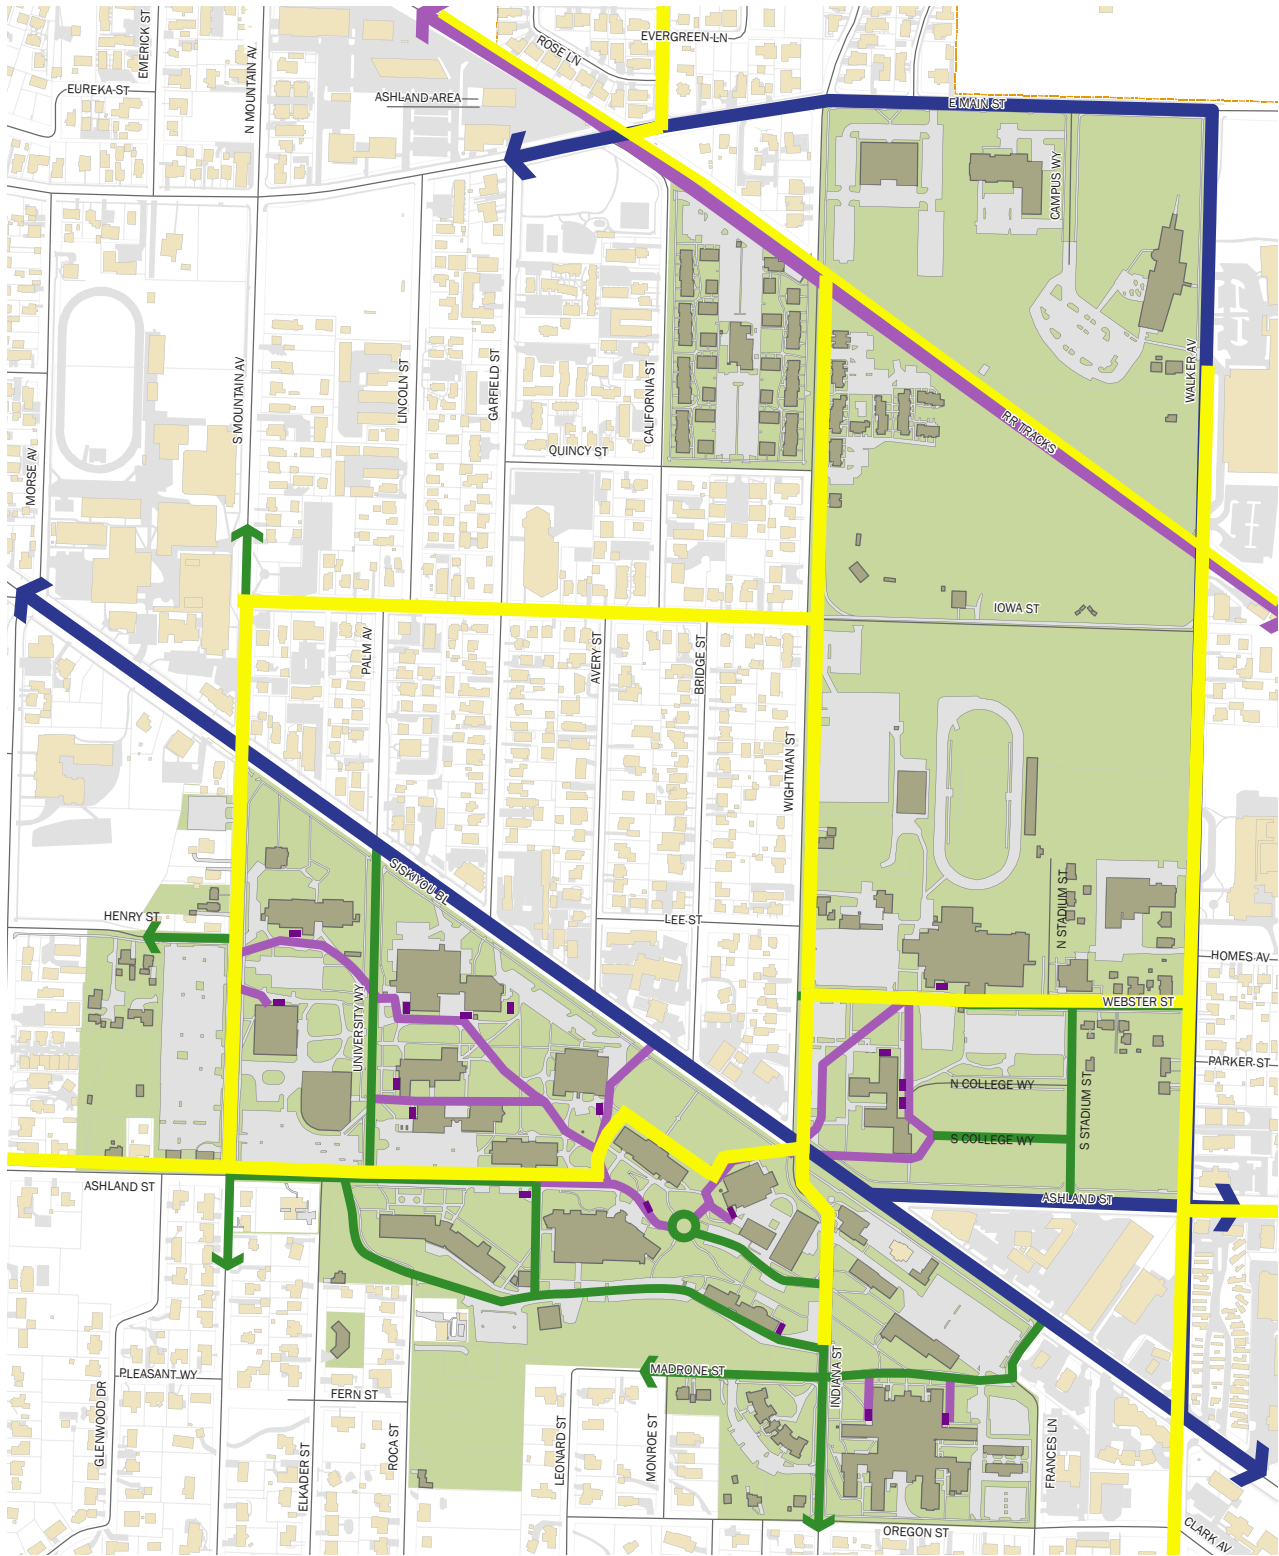 EMERICK ST
EVERGREEN LN
ROSE LN
N MOUNTAIN AV
EUREKA ST
ASHLAND AREA
E MAIN ST
CAMPUS WY
WALKER AV
S MOUNTAIN AV
LINCOLN ST
GARFIELD ST
CALIFORNIA ST
RR TRACKS
QUINCY ST
MORSE AV
IOWA ST
PALM AV
AVERY ST
BRIDGE ST
WIGHTMAN ST
SISKIYOU BL
N STADIUM ST
HENRY ST
LEE ST
HOMES AV
WEBSTER ST
UNIVERSITY WY
PARKER ST
N COLLEGE WY
S STADIUM ST
S COLLEGE WY
ASHLAND ST
ASHLAND ST
PLEASANT WY
MADRONE ST
INDIANA ST
FERN ST
GLENWOOD DR
ROCA ST
LEONARD ST
MONROE ST
FRANCES LN
ELKADER ST
OREGON ST
CLARK AV